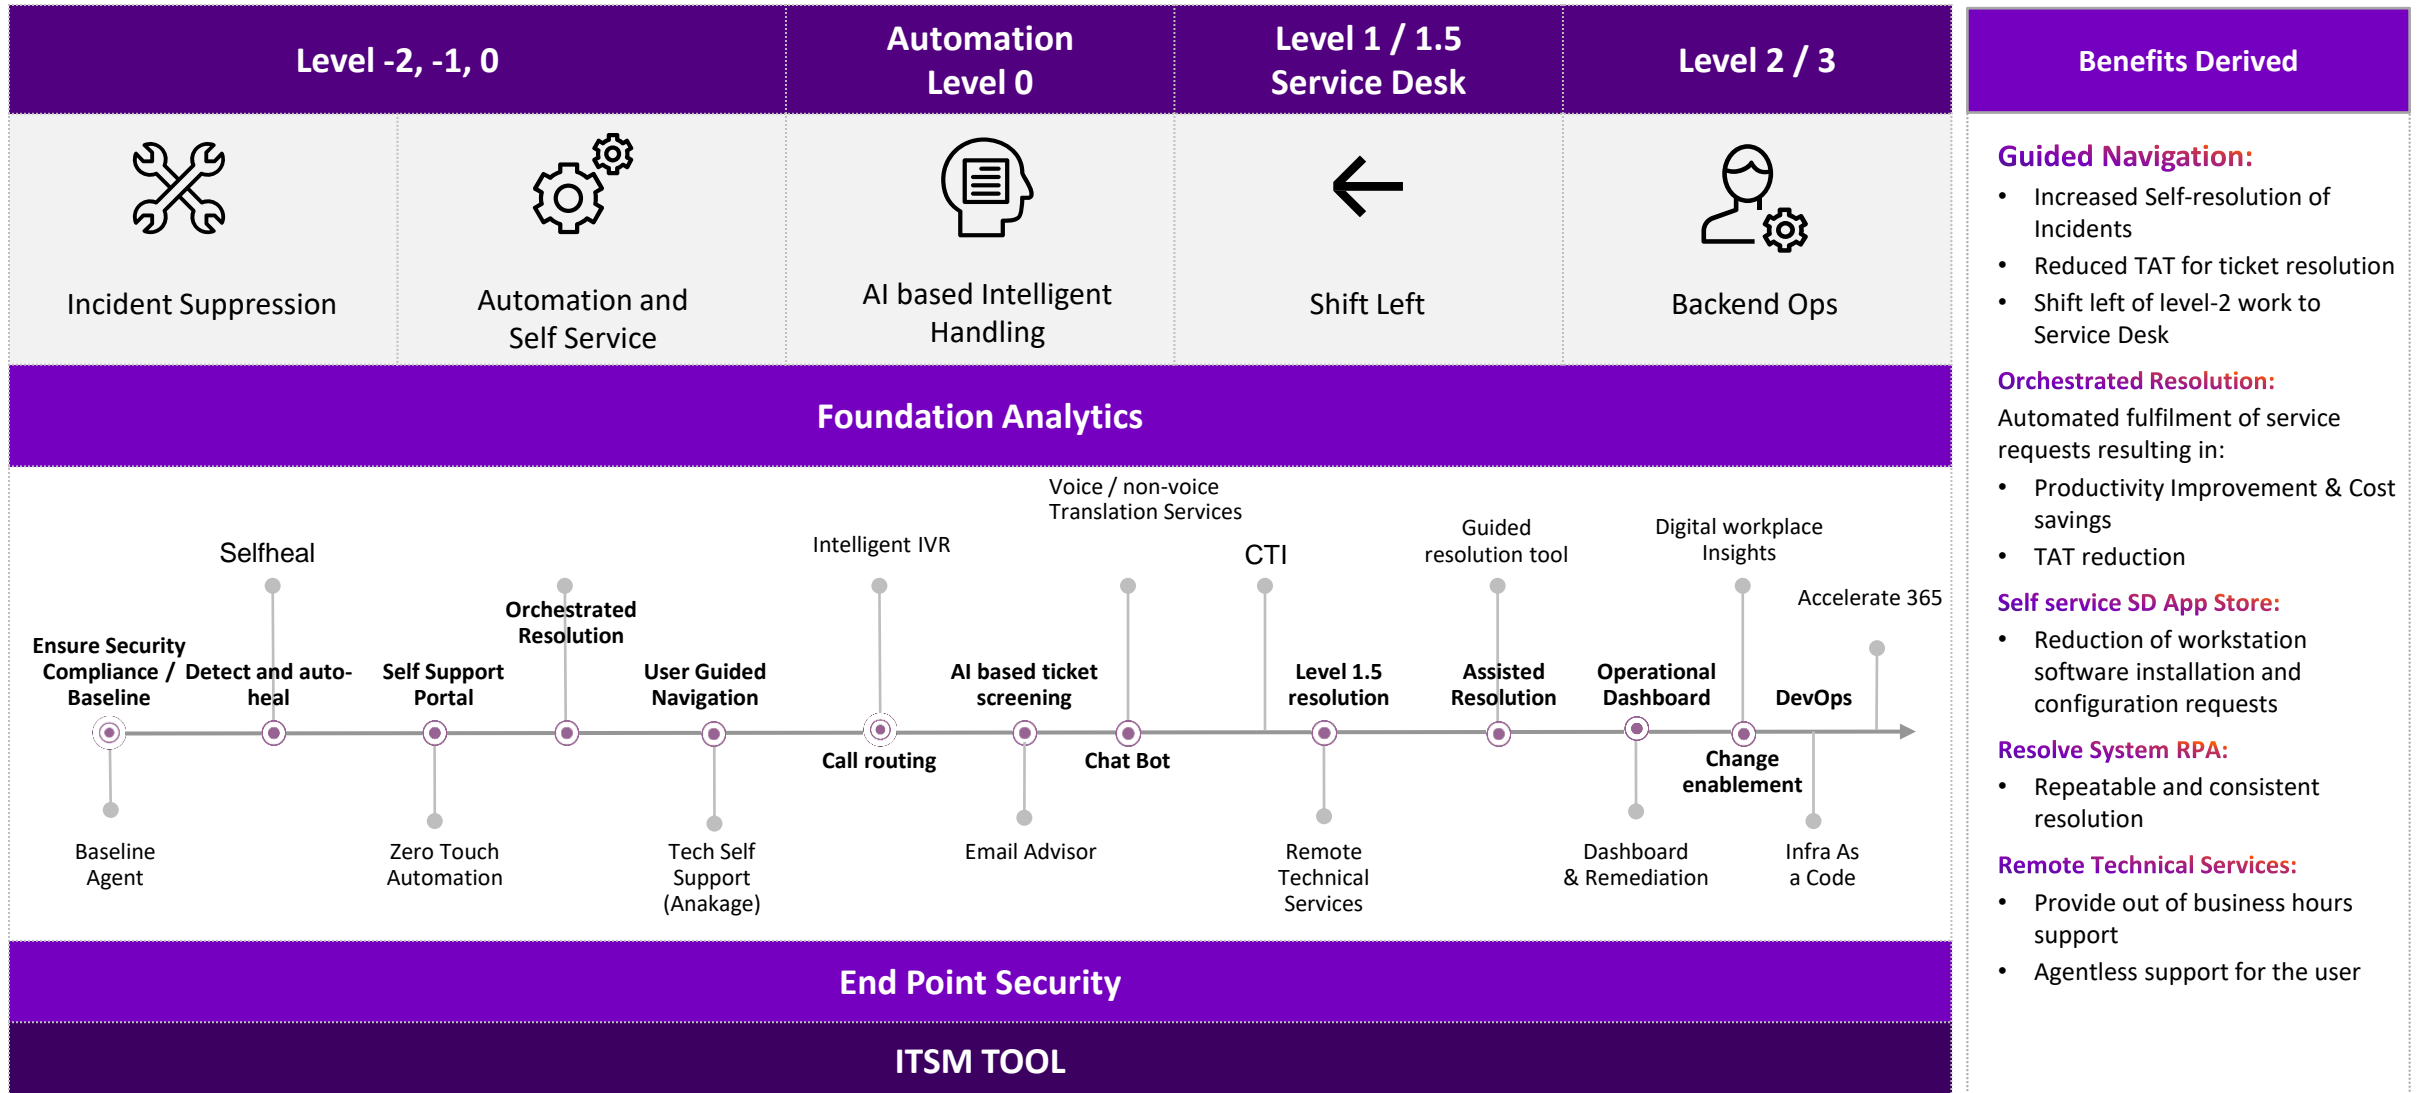 Level -2, -1, 0
Automation
Level 0
Level 1 / 1.5
Service Desk
Level 2 / 3
Incident Suppression
Automation and
Self Service
AI based Intelligent
Handling
Shift Left
Backend Ops
Foundation Analytics
Voice / non-voice
Translation Services
Selfheal
Intelligent IVR
CTI
Guided
resolution tool
Digital workplace
Insights
Accelerate 365
Ensure Security
Compliance /
Baseline
Detect and auto-
heal
Self Support
Portal
Orchestrated
Resolution
User Guided
Navigation
Call routing
AI based ticket
screening
Chat Bot
Level 1.5
resolution
Assisted
Resolution
Operational
Dashboard
Change
enablement
DevOps
Baseline
Agent
Zero Touch
Automation
Tech Self
Support
(Anakage)
Email Advisor
Remote
Technical
Services
Dashboard
& Remediation
Infra As
a Code
End Point Security
ITSM TOOL
Benefits Derived
Guided Navigation:
• Increased Self-resolution of
Incidents
• Reduced TAT for ticket resolution
• Shift left of level-2 work to
Service Desk
Orchestrated Resolution:
Automated fulfilment of service
requests resulting in:
• Productivity Improvement & Cost
savings
• TAT reduction
Self service SD App Store:
• Reduction of workstation
software installation and
configuration requests
Resolve System RPA:
• Repeatable and consistent
resolution
Remote Technical Services:
• Provide out of business hours
support
• Agentless support for the user